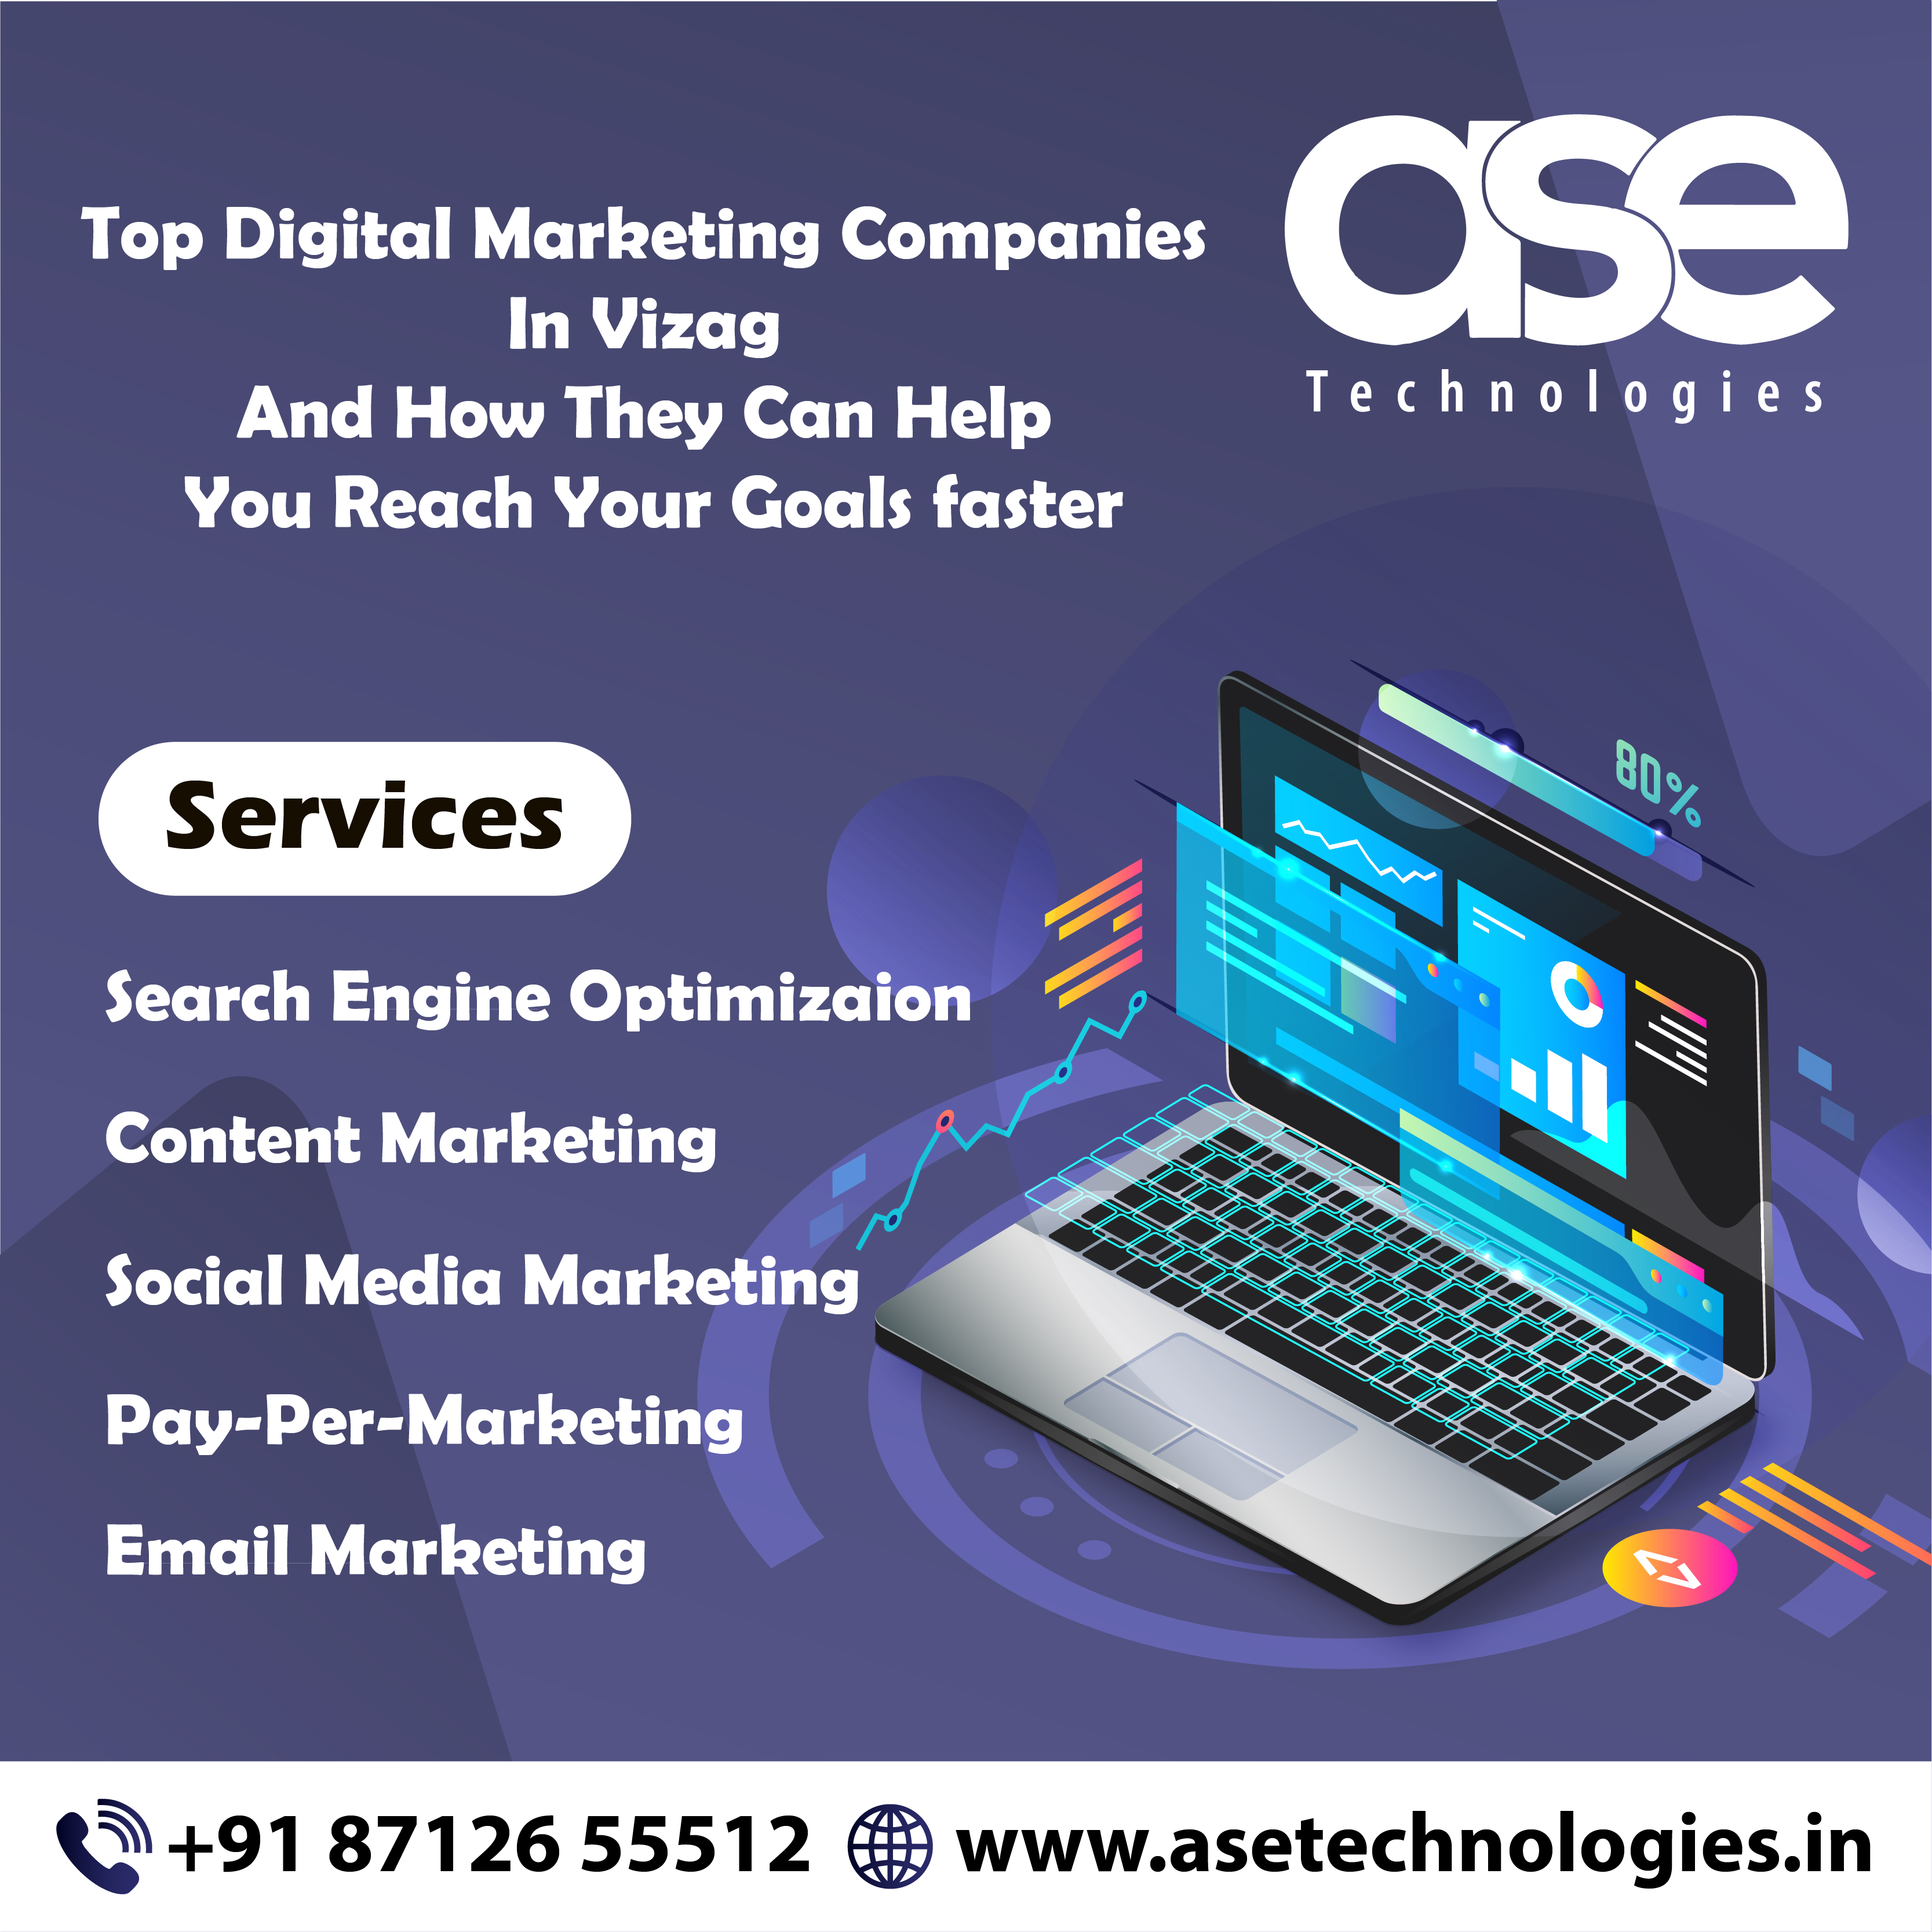 Top Digital Marketing Companies
In Vizag
And How They Can Help
You Reach Your Goals faster
ase
Technologies
80%
Services
Search Engine Optimizaion
Content Marketing
Social Media Marketing
Pay-Per-Marketing
Email Marketing
+91 87126 55512 www.asetechnologies.in